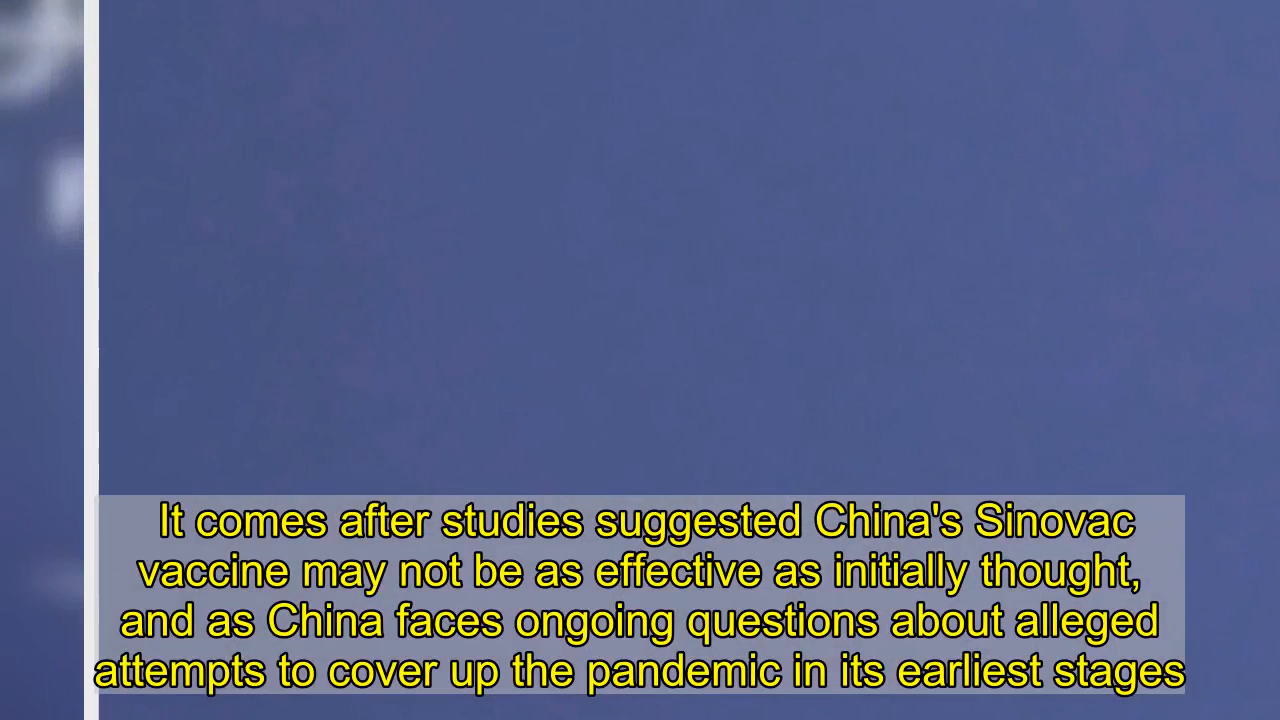 It comes after studies suggested China's Sinovac
vaccine may not be as effective as initially thought,
and as China faces ongoing questions about alleged
attempts to cover up the pandemic in its earliest stages